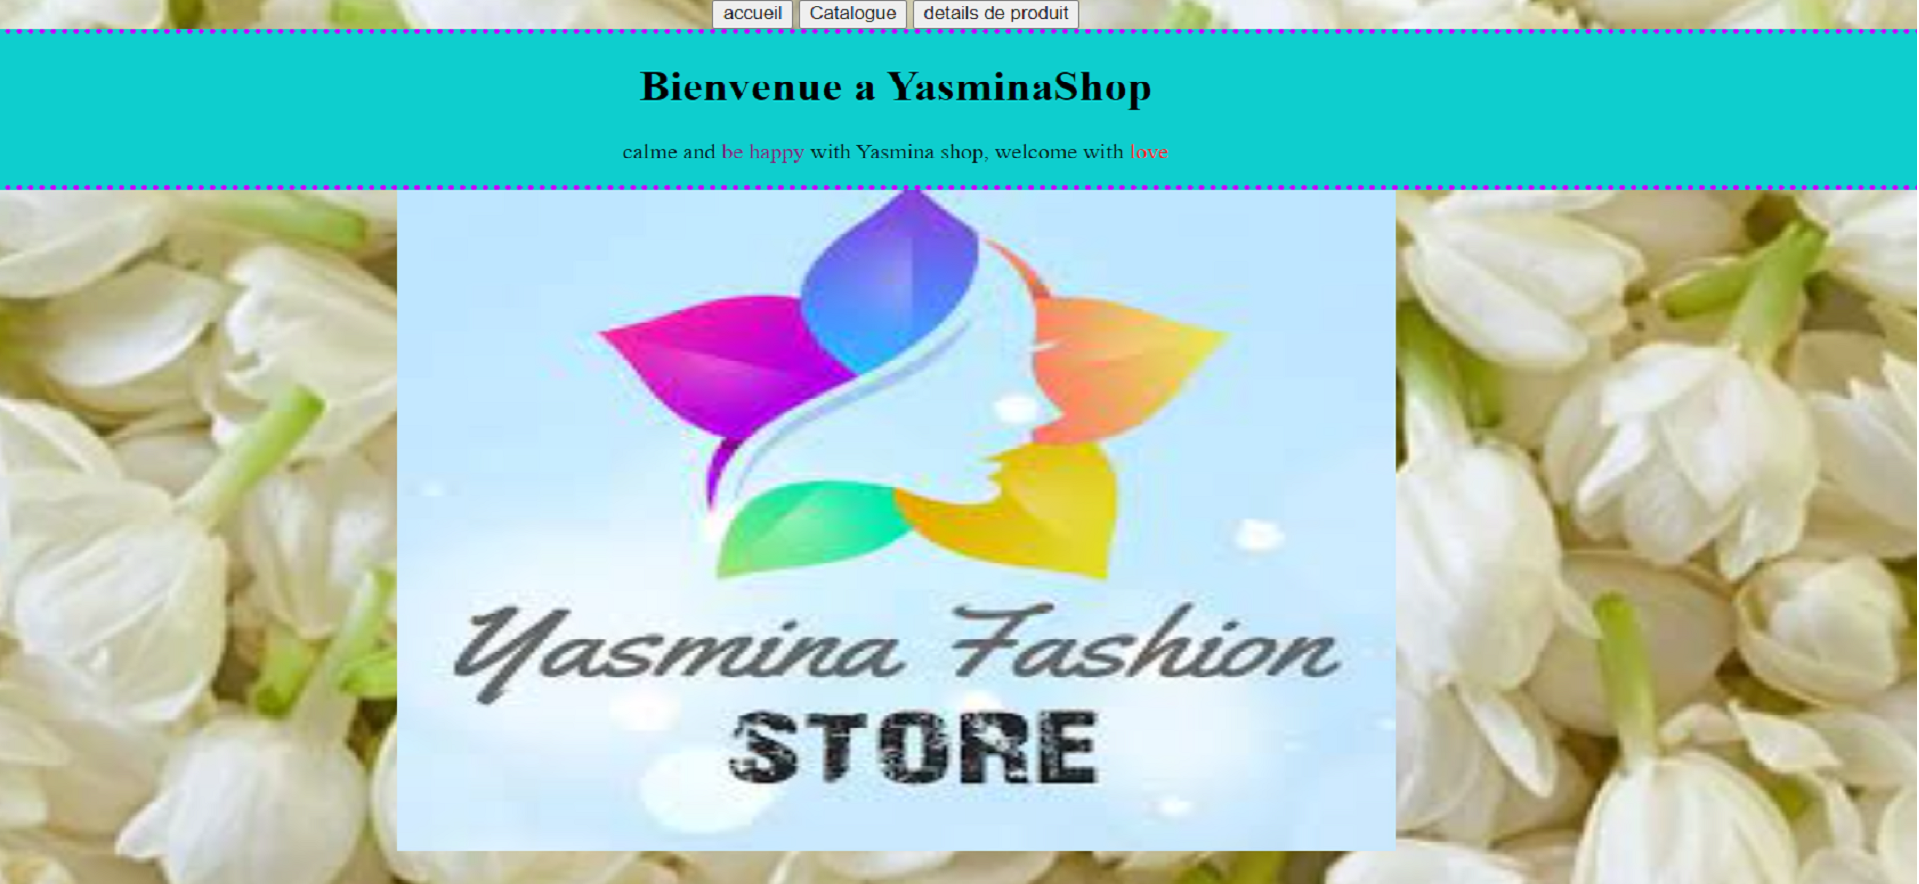 accueil Catalogue details de produit
Bienvenue a YasminaShop
calme and be happy with Yasmina shop, welcome with love
Yasmina Fashion
STORE